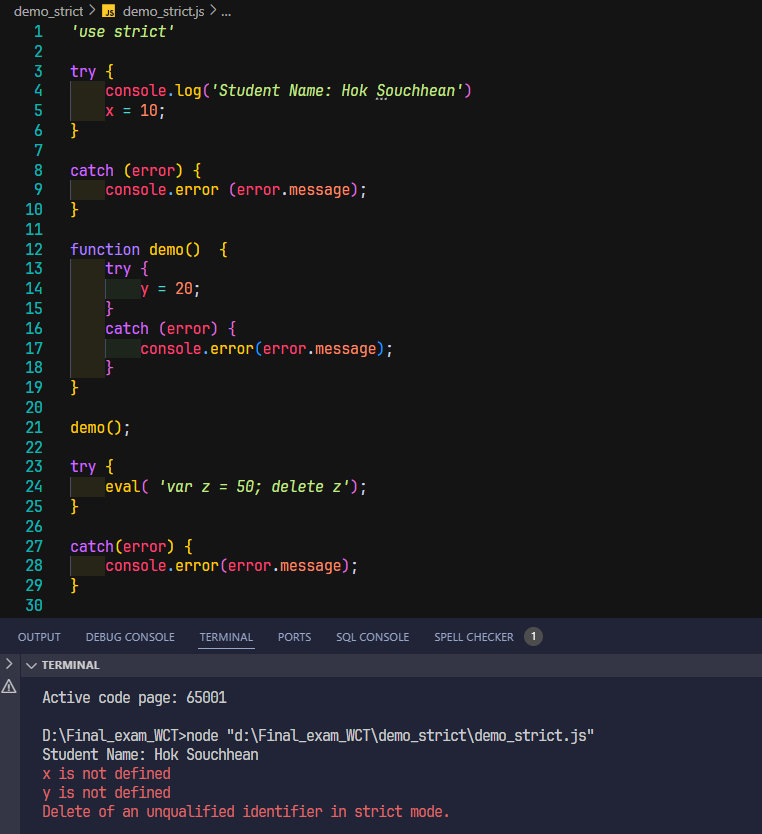 demo_strict > JS demo_strict.js > ...
1 'use strict'
2
3 try {
4 console.log('Student Name: Hok Souchhean')
5 x = 10;
6 }
7
8 catch (error) {
9 console.error (error.message);
10 }
11
12 function demo()  {
13 try {
14 y = 20;
15 }
16 catch (error) {
17 console.error(error.message);
18 }
19 }
20
21 demo();
22
23 try {
24 eval( 'var z = 50; delete z');
25 }
26
27 catch(error) {
28 console.error(error.message);
29 }
30
OUTPUT DEBUG CONSOLE TERMINAL PORTS SQL CONSOLE SPELL CHECKER 1
TERMINAL
Active code page: 65001
D:\Final_exam_WCT>node "d:\Final_exam_WCT\demo_strict\demo_strict.js"
Student Name: Hok Souchhean
x is not defined
y is not defined
Delete of an unqualified identifier in strict mode.